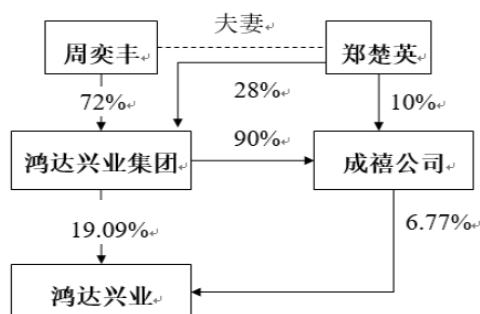 夫妻
周奕丰
郑楚英
72%
28%
10%
鸿达兴业集团
90%
成禧公司
19.09%
6.77%
鸿达兴业